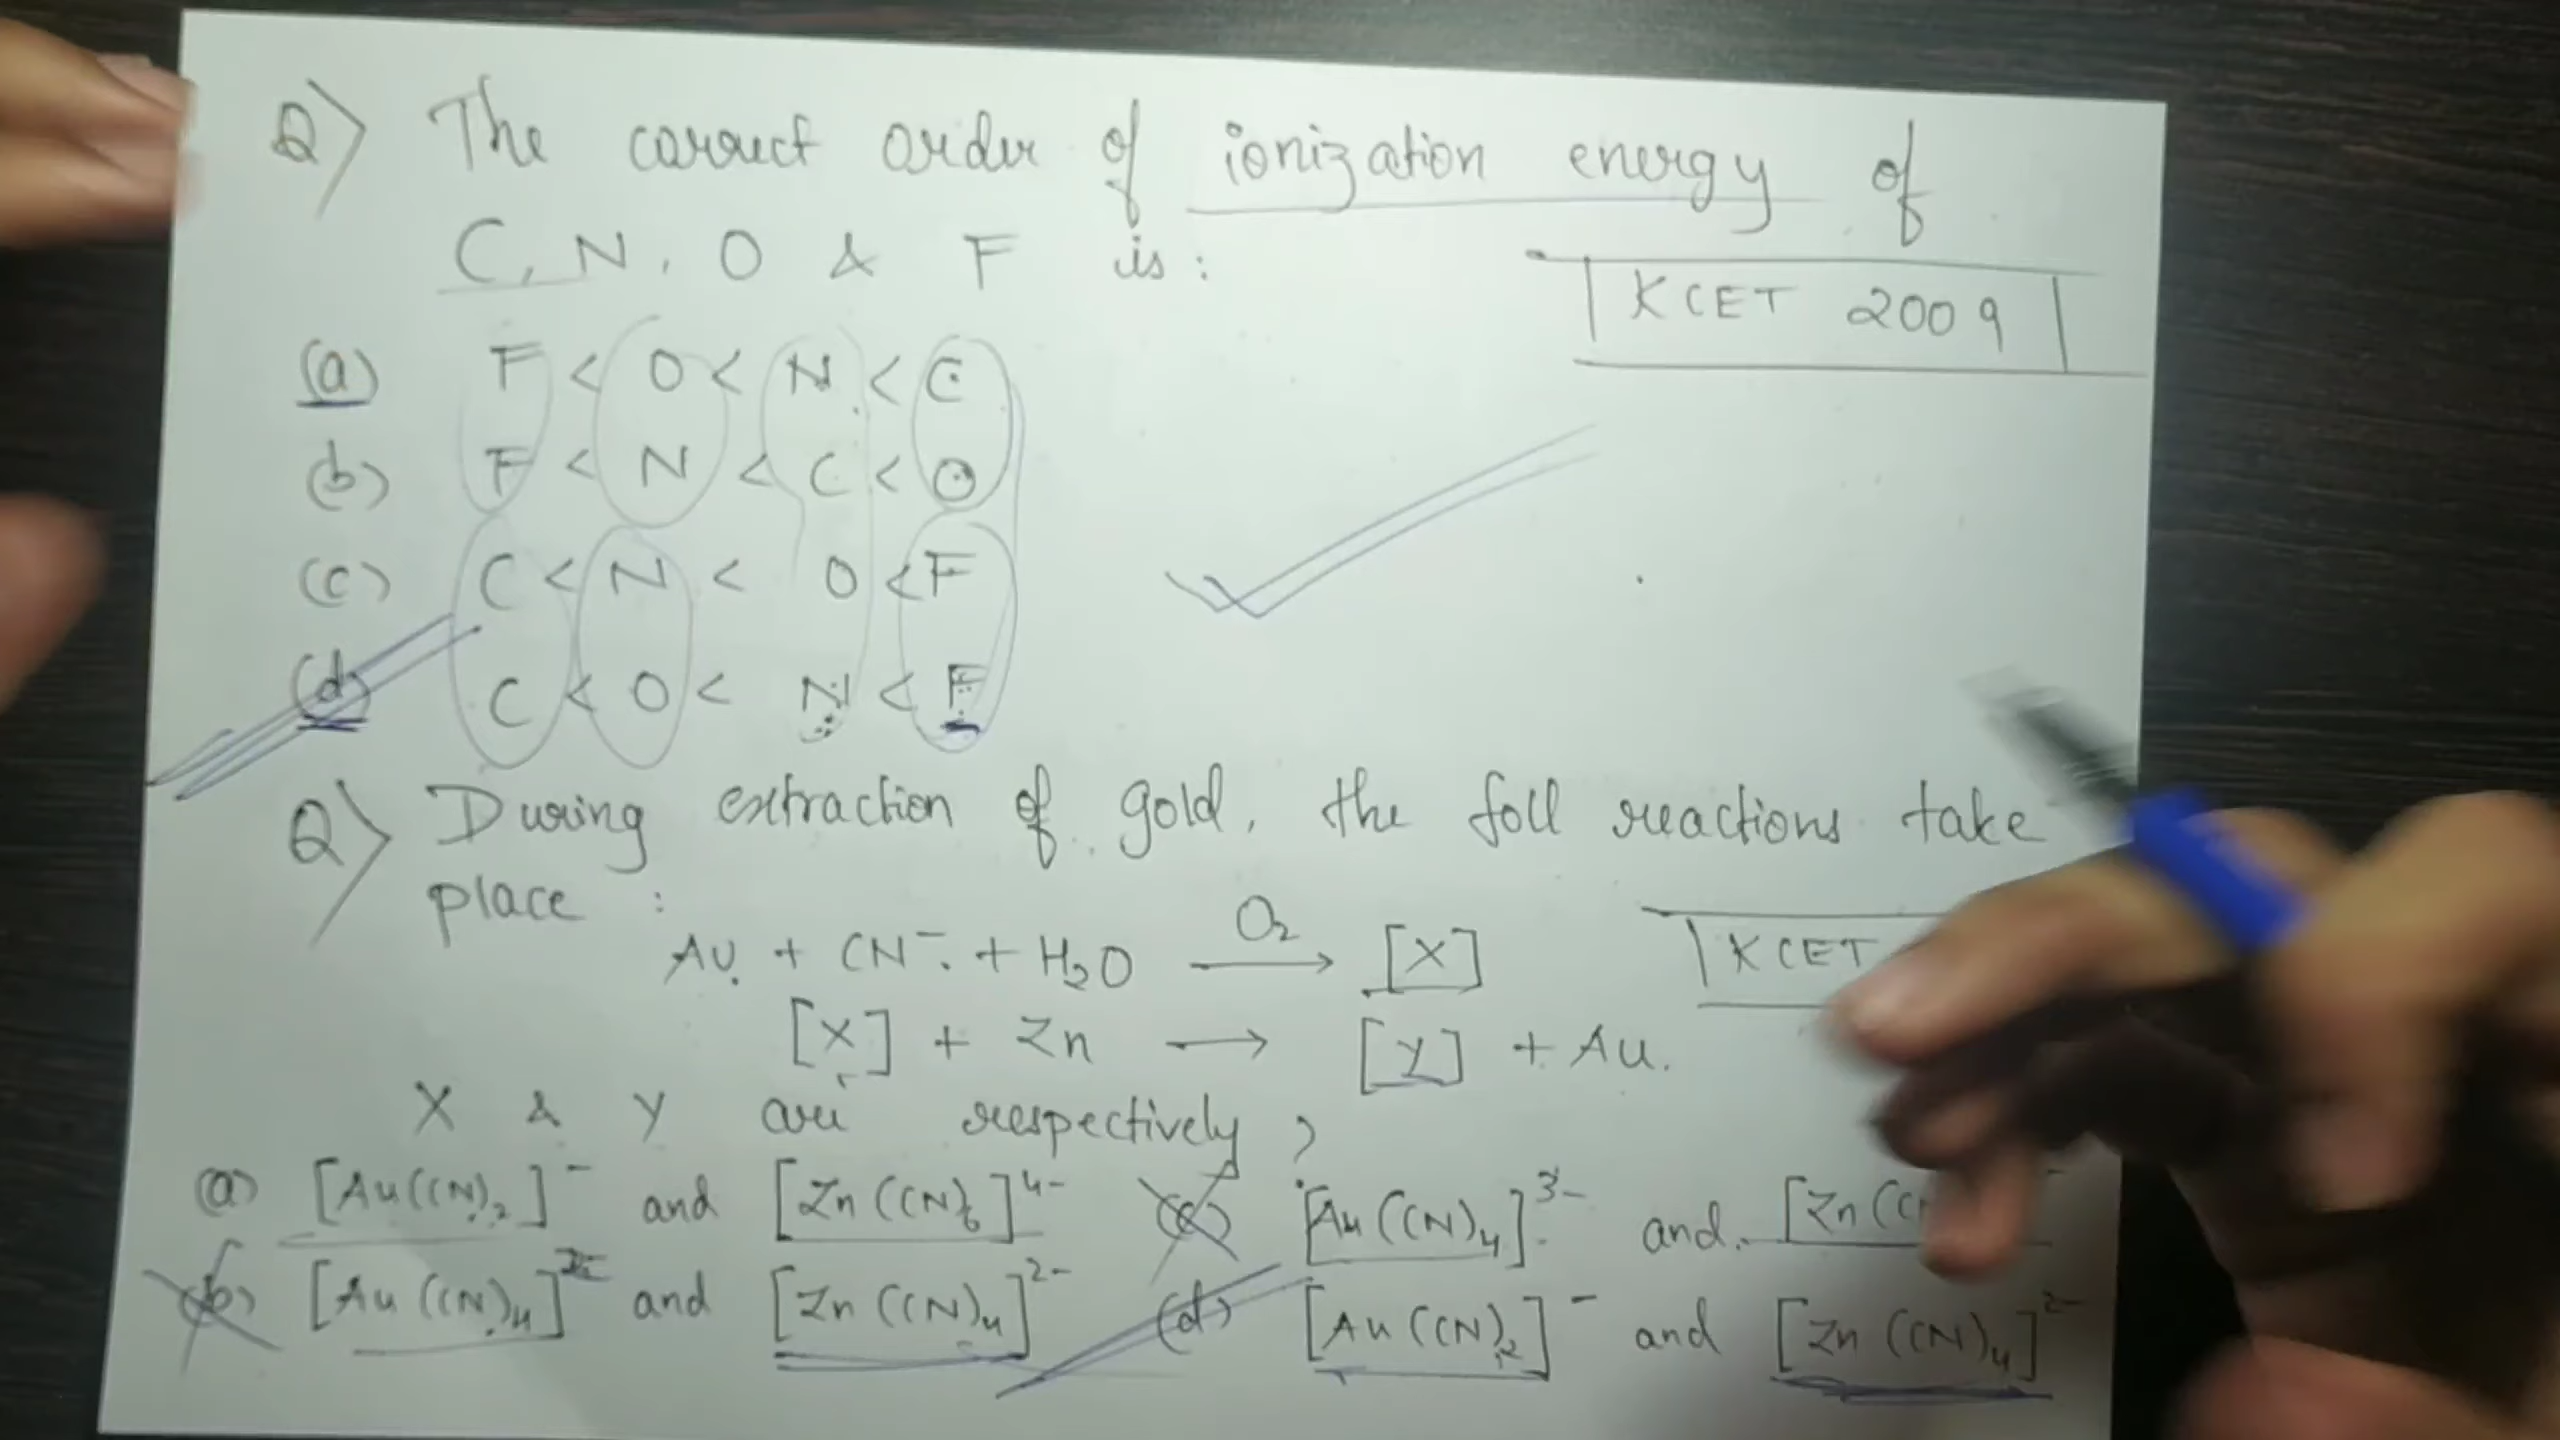 Q) The correct order of ionization energy of
C, N, O & F is:
KCET 2009
(a) F < O < N < C
(b) F < N < C < O
(c) C < N < O < F
(d) C < O < N < F
Q) During extraction of gold, the foll reactions take
place :
Au + CN⁻ + H₂O —O₂→ [X]
KCET
[X] + Zn → [Y] + Au.
X & Y are respectively,
(a) [Au(CN)₂]⁻ and [Zn(CN)₆]⁴⁻ (c) [Au(CN)₄]³⁻ and [Zn(CN
(b) [Au(CN)₄] and [Zn(CN)₄]²⁻ (d) [Au(CN)₂]⁻ and [Zn(CN)₄]²⁻